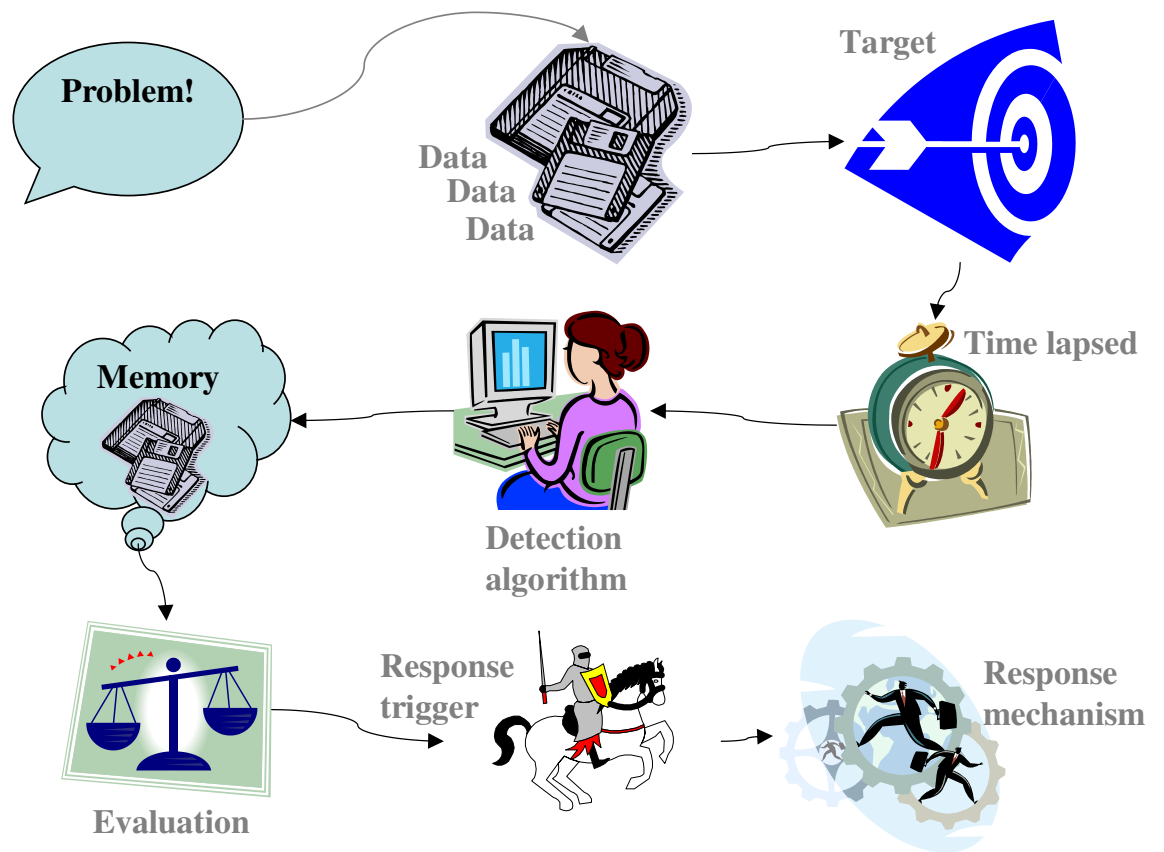 Problem!
Data
Data
Data
Target
Time lapsed
Detection
algorithm
Memory
Evaluation
Response
trigger
Response
mechanism